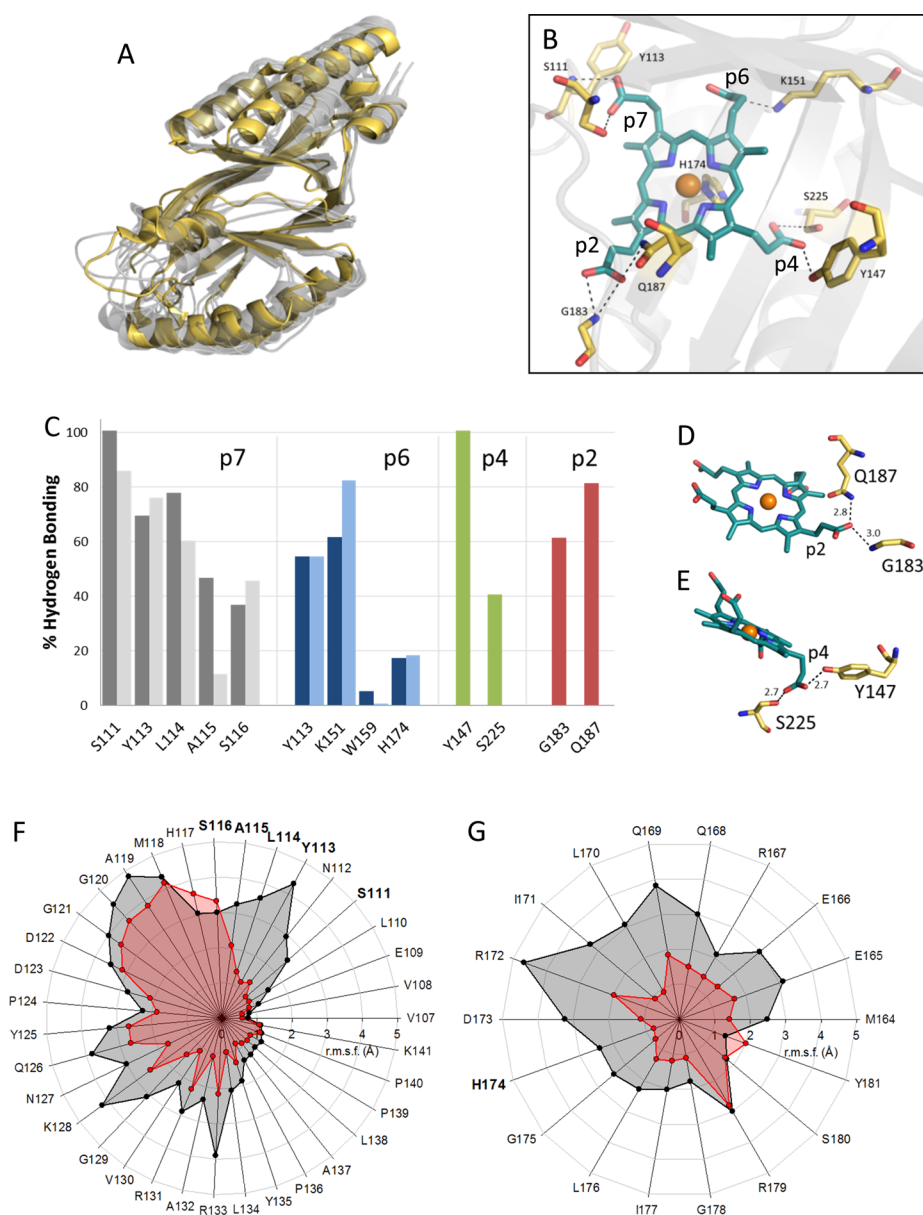 A
B
Y113
S111
p6
K151
p7
H174
S225
p2
p4
Q187
Y147
G183
C
% Hydrogen Bonding
100
80
60
40
20
0
p7
p6
p4
p2
S111
Y113
L114
A115
S116
Y113
K151
W159
H174
Y147
S225
G183
Q187
D
Q187
2.8
p2
3.0
G183
E
p4
2.7
2.7
Y147
S225
F
S116
A115
L114
Y113
N112
S111
L110
E109
V108
V107
K141
P140
P139
L138
A137
P136
Y135
L134
R133
A132
R131
V130
G129
K128
N127
Q126
Y125
P124
D123
D122
G121
G120
A119
M118
H117
0 1 2 3 4 5
r.m.s.f. (Å)
G
Q169
Q168
R167
E166
E165
M164
Y181
S180
R179
G178
I177
L176
G175
H174
D173
R172
I171
L170
0 1 2 3 4 5
r.m.s.f. (Å)